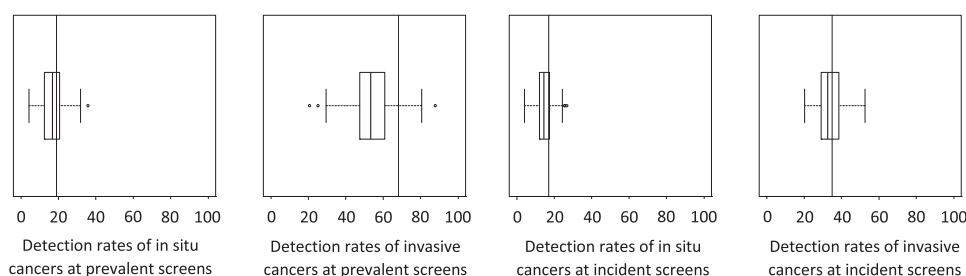 0 20 40 60 80 100
Detection rates of in situ
cancers at prevalent screens
0 20 40 60 80 100
Detection rates of invasive
cancers at prevalent screens
0 20 40 60 80 100
Detection rates of in situ
cancers at incident screens
0 20 40 60 80 100
Detection rates of invasive
cancers at incident screens